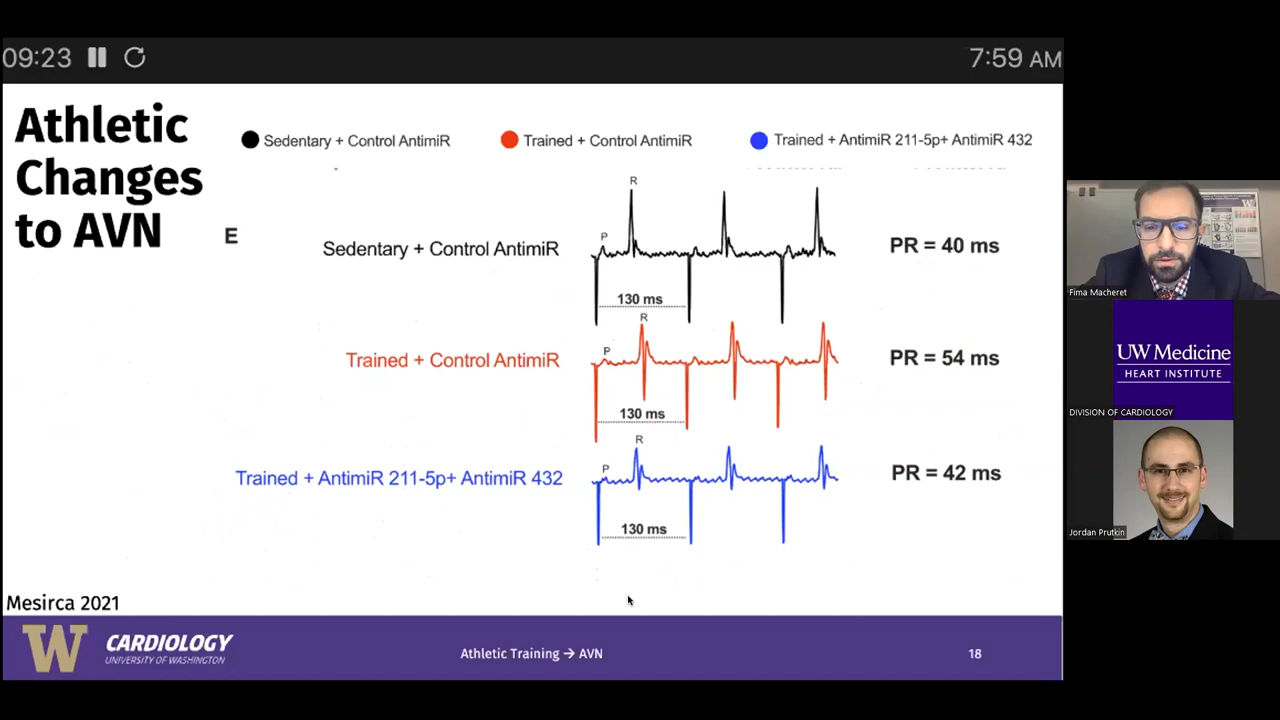 09:23
7:59 AM
Athletic
Changes
to AVN
Sedentary + Control AntimiR
Trained + Control AntimiR
Trained + AntimiR 211-5p+ AntimiR 432
E
Sedentary + Control AntimiR
P
R
130 ms
PR = 40 ms
Trained + Control AntimiR
P
R
130 ms
PR = 54 ms
Trained + AntimiR 211-5p+ AntimiR 432
P
R
130 ms
PR = 42 ms
Mesirca 2021
W
CARDIOLOGY
UNIVERSITY OF WASHINGTON
Athletic Training → AVN
18
Fima Macheret
UW Medicine
HEART INSTITUTE
DIVISION OF CARDIOLOGY
Jordan Prutkin